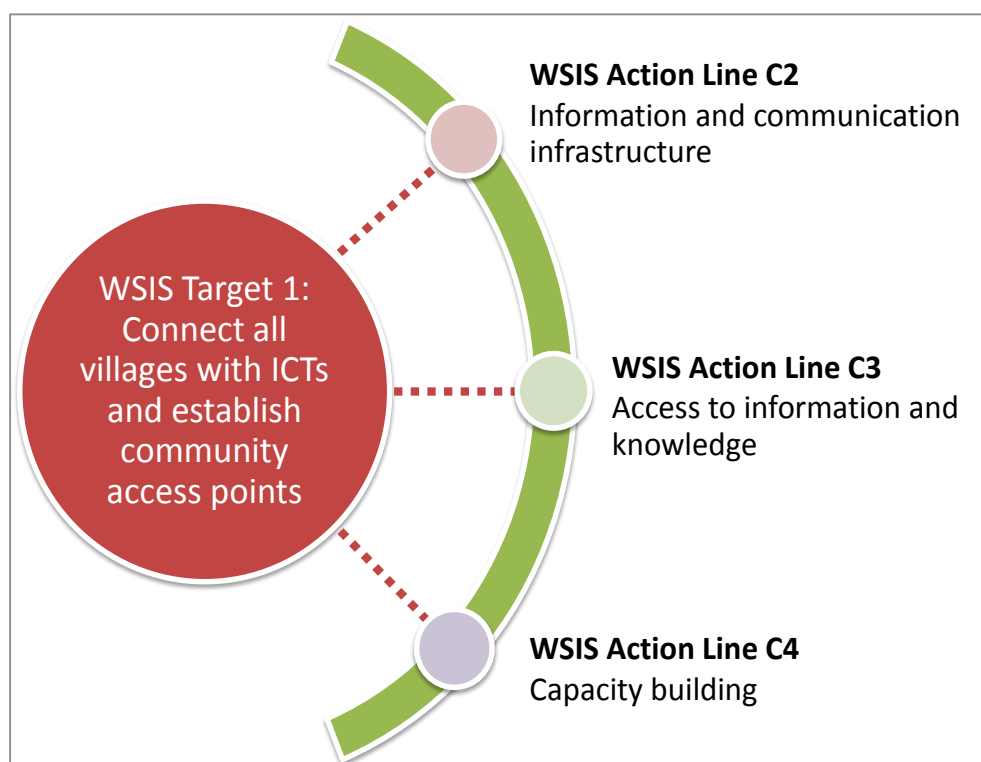 WSIS Target 1:
Connect all
villages with ICTs
and establish
community
access points
WSIS Action Line C2
Information and communication
infrastructure
WSIS Action Line C3
Access to information and
knowledge
WSIS Action Line C4
Capacity building